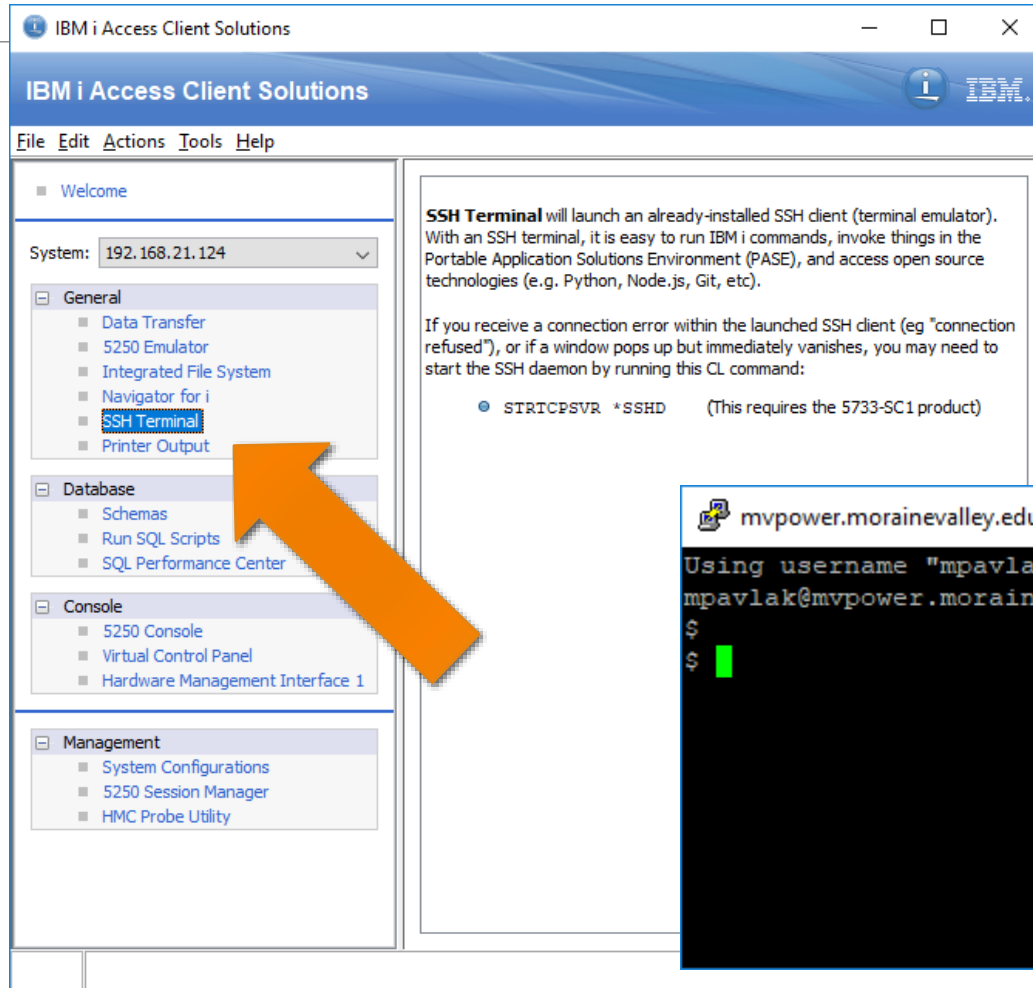 IBM i Access Client Solutions
IBM i Access Client Solutions
i IBM.
File Edit Actions Tools Help
Welcome
System: 192.168.21.124
General
Data Transfer
5250 Emulator
Integrated File System
Navigator for i
SSH Terminal
Printer Output
Database
Schemas
Run SQL Scripts
SQL Performance Center
Console
5250 Console
Virtual Control Panel
Hardware Management Interface 1
Management
System Configurations
5250 Session Manager
HMC Probe Utility
SSH Terminal will launch an already-installed SSH client (terminal emulator).
With an SSH terminal, it is easy to run IBM i commands, invoke things in the
Portable Application Solutions Environment (PASE), and access open source
technologies (e.g. Python, Node.js, Git, etc).
If you receive a connection error within the launched SSH client (eg "connection
refused"), or if a window pops up but immediately vanishes, you may need to
start the SSH daemon by running this CL command:
STRTCPSVR *SSHD (This requires the 5733-SC1 product)
mvpower.morainevalley.edu
Using username "mpavla
mpavlak@mvpower.morain
$
$